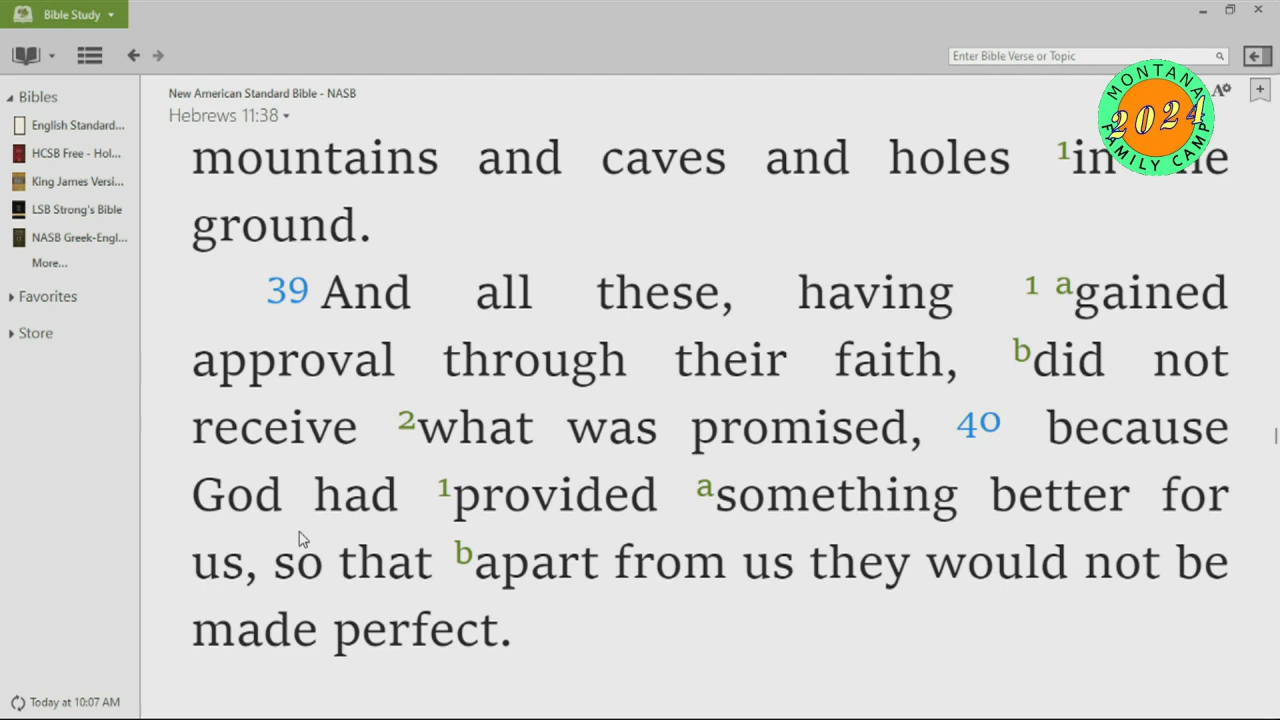 Bible Study
Enter Bible Verse or Topic
MONTANA
2024
FAMILY CAMP
Bibles
English Standard...
HCSB Free - Hol...
King James Versi...
LSB Strong's Bible
NASB Greek-Engl...
More...
Favorites
Store
Today at 10:07 AM
New American Standard Bible - NASB
Hebrews 11:38
mountains and caves and holes 1in
ground.
39 And all these, having 1 a gained
approval through their faith, b did not
receive 2what was promised, 40 because
God had 1provided a something better for
us, so that b apart from us they would not be
made perfect.